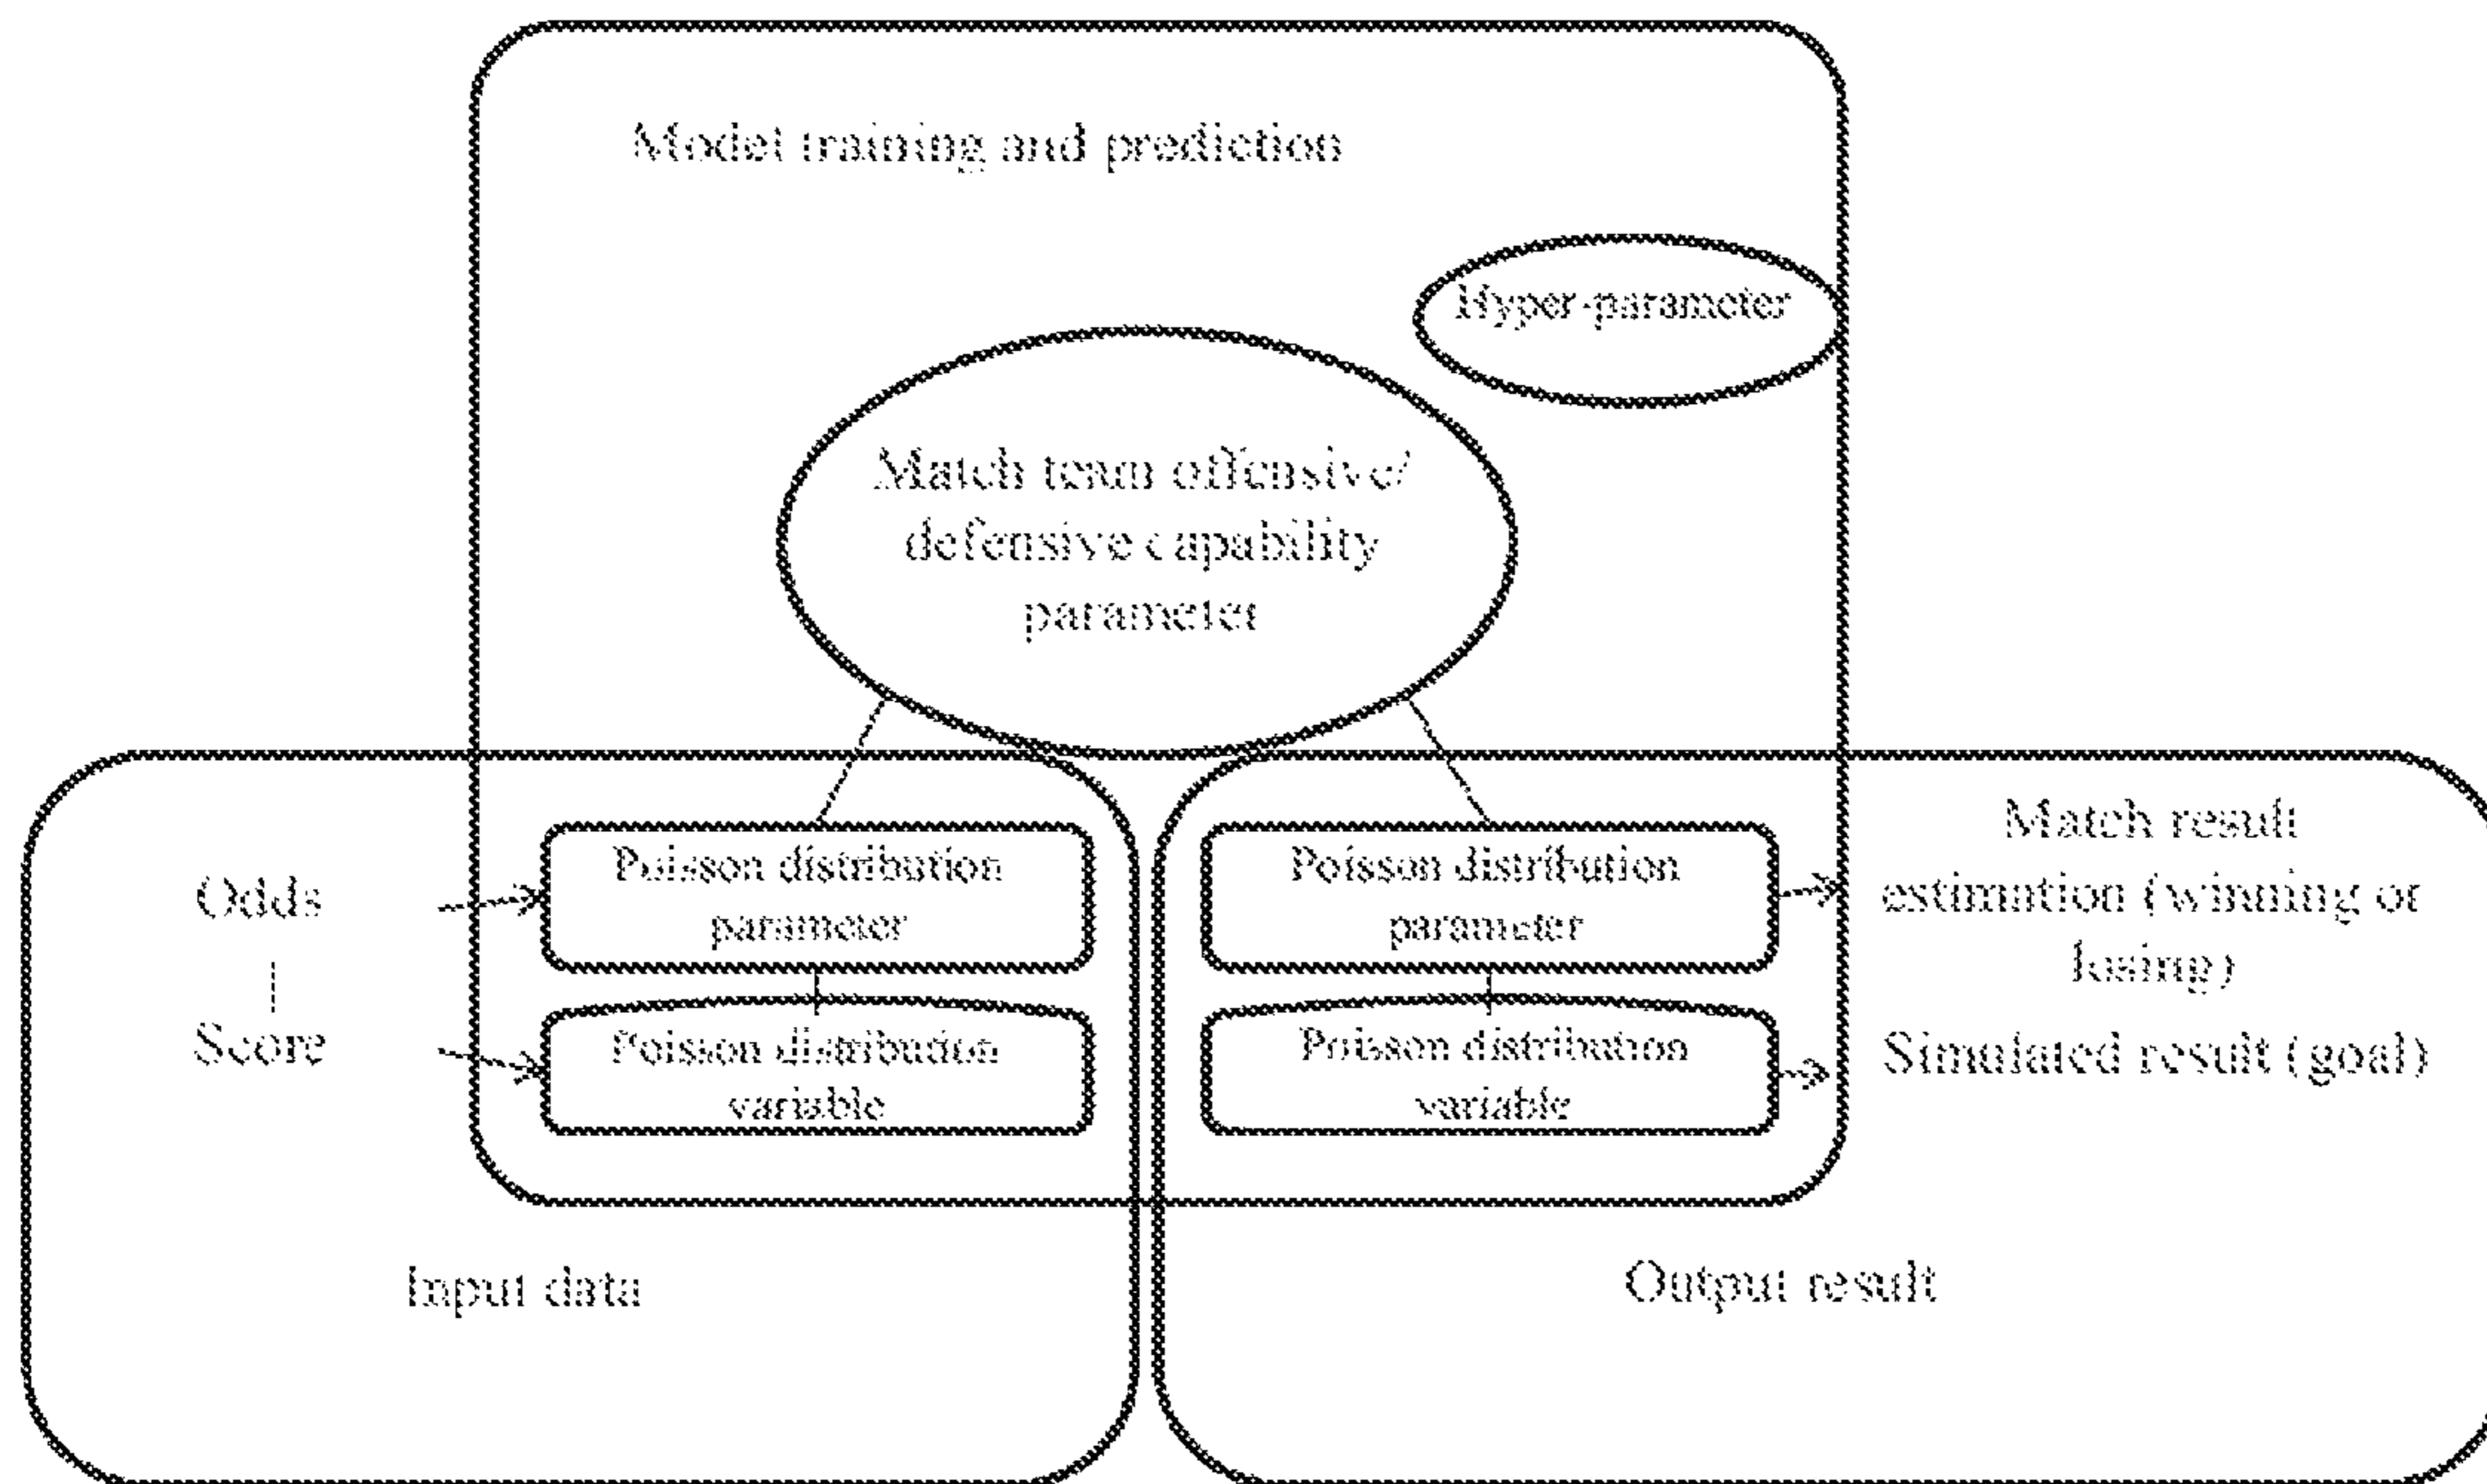 Model training and prediction
Hyper-parameter
Match team offensive/
defensive capability
parameter
Odds
Score
Poisson distribution
parameter
Poisson distribution
variable
Poisson distribution
parameter
Poisson distribution
variable
Match result
estimation (winning or
losing)
Simulated result (goal)
Input data
Output result